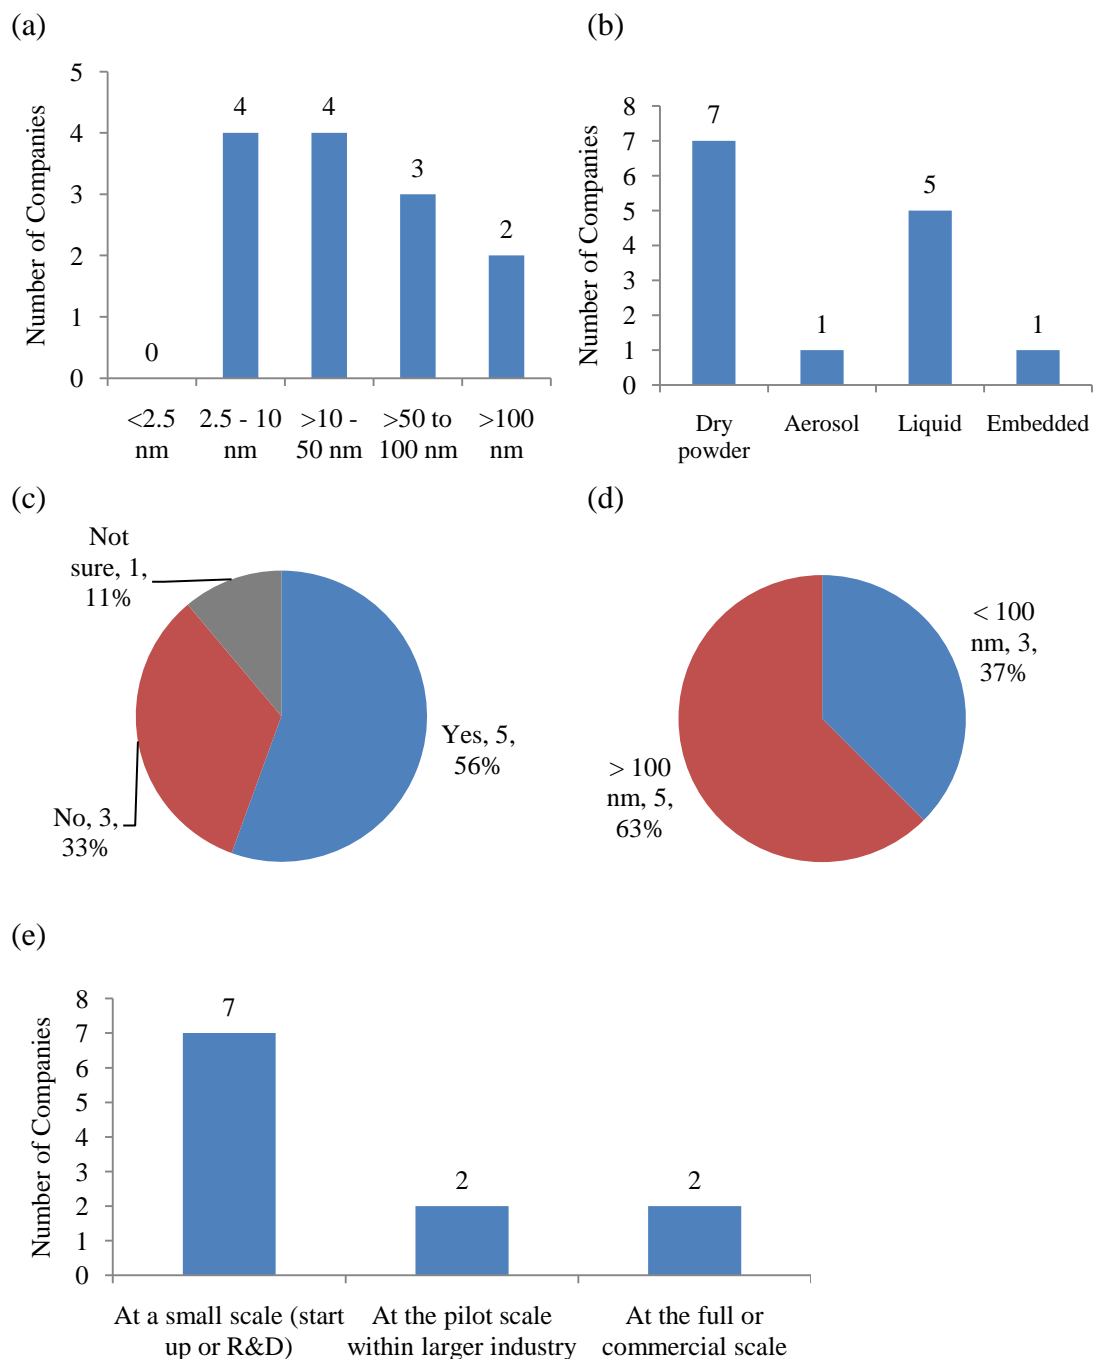 (a)
Number of Companies
5
4
3
2
1
0
0
4
4
3
2
<2.5
nm
2.5 - 10
nm
>10 -
50 nm
>50 to
100 nm
>100
nm
(b)
Number of Companies
8
7
6
5
4
3
2
1
0
7
1
5
1
Dry
powder
Aerosol
Liquid
Embedded
(c)
Not
sure, 1,
11%
Yes, 5,
56%
No, 3,
33%
(d)
< 100
nm, 3,
37%
> 100
nm, 5,
63%
(e)
Number of Companies
8
7
6
5
4
3
2
1
0
7
2
2
At a small scale (start
up or R&D)
At the pilot scale
within larger industry
At the full or
commercial scale